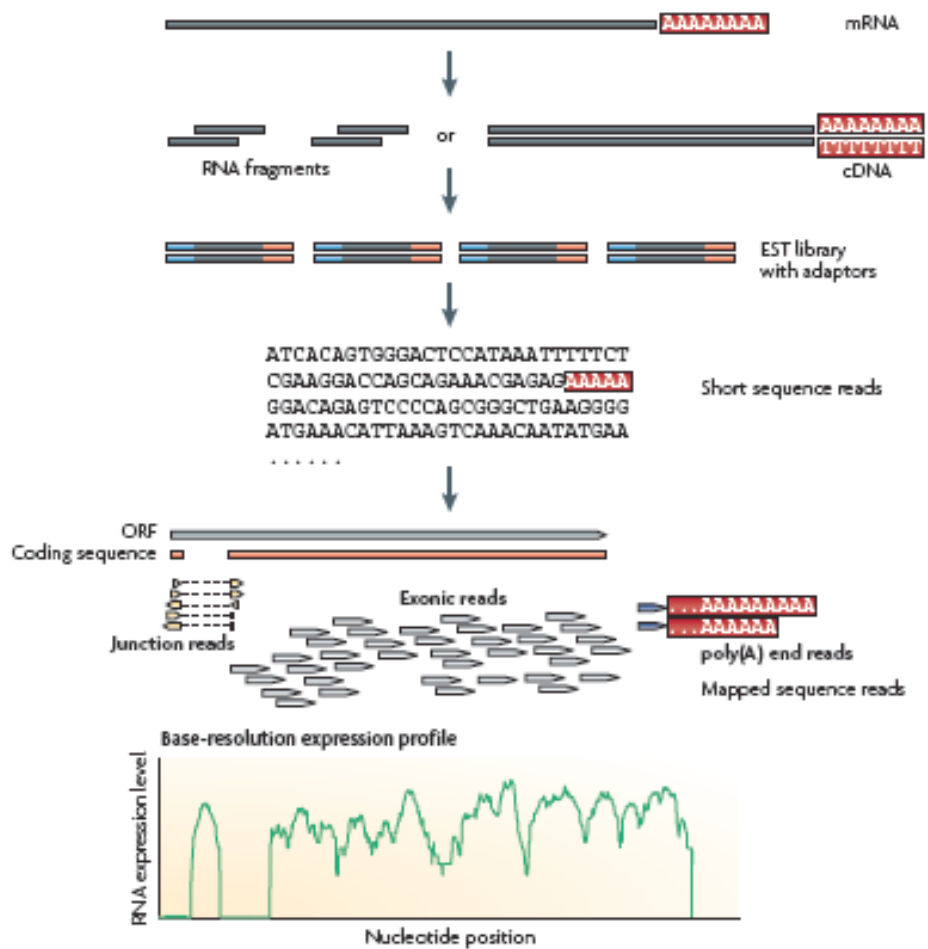 AAAAAAAA mRNA
AAAAAAAA
or
TTTTTTTT
RNA fragments
cDNA
EST library
with adaptors
ATCACAGTGGGACTCCATAAATTTTTCT
CGAAGGACCAGCAGAAACGAGAGAAAAA
Short sequence reads
GGACAGAGTCCCCAGCGGGCTGAAGGGG
ATGAAACATTAAAGTCAAACAATATGAA
......
ORF
Coding sequence
Exonic reads
...AAAAAAAAA
...AAAAAA
Junction reads
poly(A) end reads
Mapped sequence reads
Base-resolution expression profile
RNA expression level
Nucleotide position